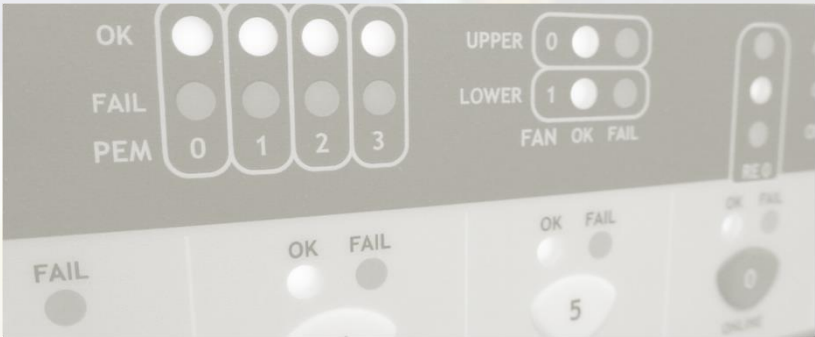 OK
FAIL
PEM 0 1 2 3
UPPER 0
LOWER 1
FAN OK FAIL
RE 0
FAIL
OK FAIL
OK FAIL
5
OK FAIL
0
ONLINE